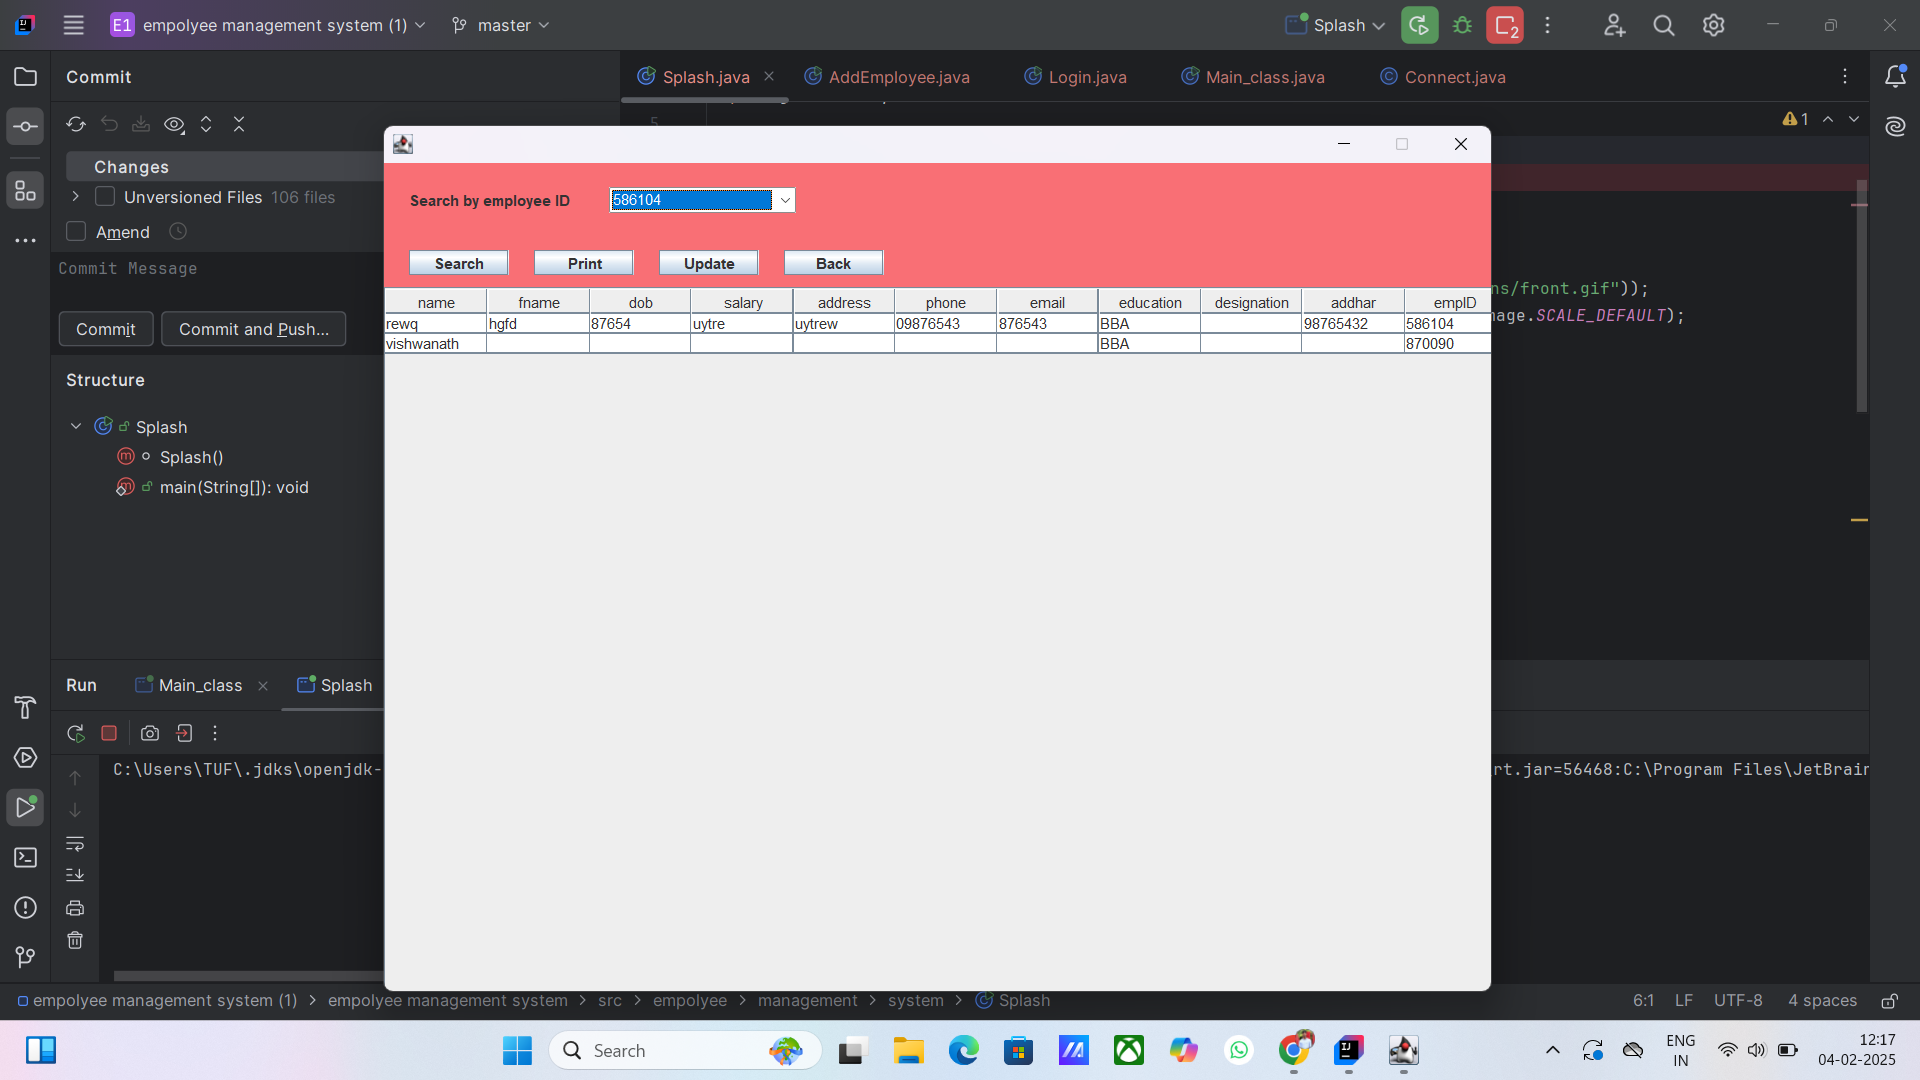 E1 empolyee management system (1) master Splash 2
Commit
Splash.java AddEmployee.java Login.java Main_class.java Connect.java
5
1
Changes
Unversioned Files 106 files
Amend
Commit Message
Commit Commit and Push...
Search by employee ID 586104
Search Print Update Back
name fname dob salary address phone email education designation addhar empID
rewq hgfd 87654 uytre uytrew 09876543 876543 BBA 98765432 586104
vishwanath BBA 870090
ns/front.gif"));
mage.SCALE_DEFAULT);
Structure
Splash
Splash()
main(String[]): void
Run Main_class Splash
C:\Users\TUF\.jdks\openjdk- rt.jar=56468:C:\Program Files\JetBrain
empolyee management system (1) > empolyee management system > src > empolyee > management > system > Splash
6:1 LF UTF-8 4 spaces
Search
ENG
IN
12:17
04-02-2025